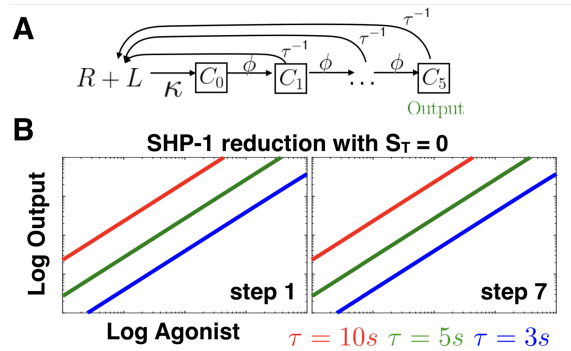 A
τ⁻¹
τ⁻¹
τ⁻¹
R + L κ C₀ ϕ C₁ ϕ ... ϕ C₅
Output
B
SHP-1 reduction with S_T = 0
Log Output
step 1
step 7
Log Agonist
τ = 10s τ = 5s τ = 3s